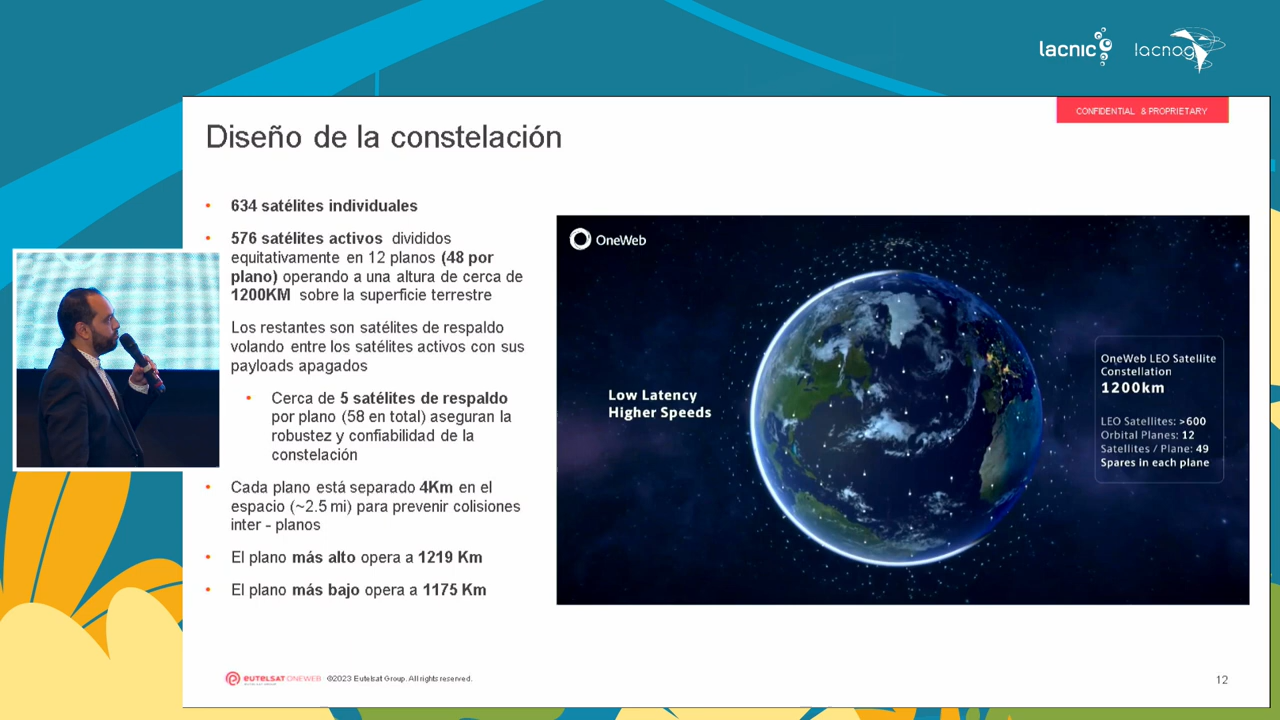 lacnic
lacnog
CONFIDENTIAL & PROPRIETARY
Diseño de la constelación
• 634 satélites individuales
• 576 satélites activos divididos
equitativamente en 12 planos (48 por
plano) operando a una altura de cerca de
1200KM sobre la superficie terrestre
Los restantes son satélites de respaldo
volando entre los satélites activos con sus
payloads apagados
• Cerca de 5 satélites de respaldo
por plano (58 en total) aseguran la
robustez y confiabilidad de la
constelación
• Cada plano está separado 4Km en el
espacio (~2.5 mi) para prevenir colisiones
inter - planos
• El plano más alto opera a 1219 Km
• El plano más bajo opera a 1175 Km
OneWeb
Low Latency
Higher Speeds
OneWeb LEO Satellite
Constellation
1200km
LEO Satellites: >600
Orbital Planes: 12
Satellites / Plane: 49
Spares in each plane
eutelsat ONEWEB ©2023 Eutelsat Group. All rights reserved.
12